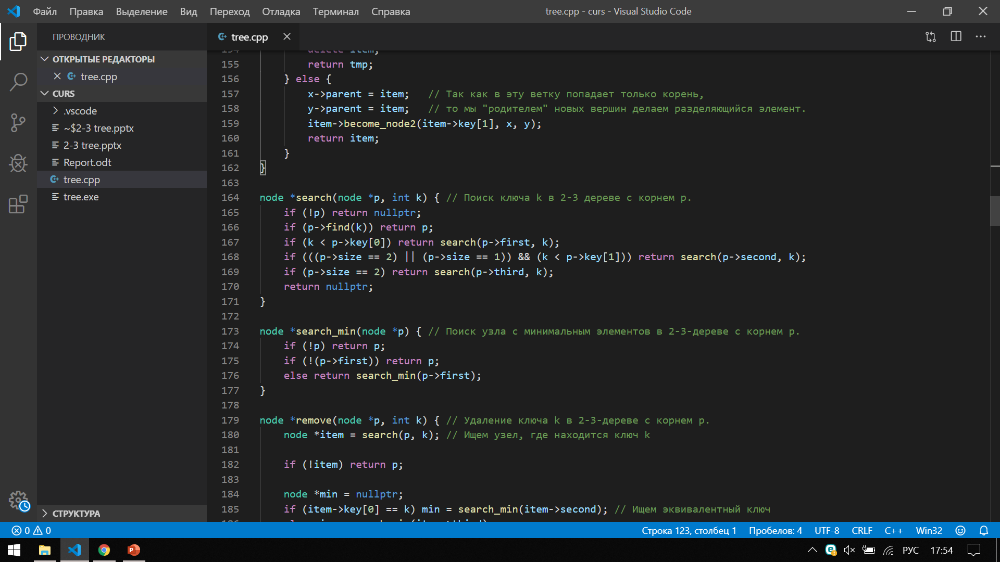 Файл Правка Выделение Вид Переход Отладка Терминал Справка
tree.cpp - curs - Visual Studio Code
ПРОВОДНИК
ОТКРЫТЫЕ РЕДАКТОРЫ
tree.cpp
CURS
.vscode
~$2-3 tree.pptx
2-3 tree.pptx
Report.odt
tree.cpp
tree.exe
СТРУКТУРА
tree.cpp
154 delete item;
155 return tmp;
156 } else {
157 x->parent = item; // Так как в эту ветку попадает только корень,
158 y->parent = item; // то мы "родителем" новых вершин делаем разделяющийся элемент.
159 item->become_node2(item->key[1], x, y);
160 return item;
161 }
162 }
163
164 node *search(node *p, int k) { // Поиск ключа k в 2-3 дереве с корнем p.
165 if (!p) return nullptr;
166 if (p->find(k)) return p;
167 if (k < p->key[0]) return search(p->first, k);
168 if (((p->size == 2) || (p->size == 1)) && (k < p->key[1])) return search(p->second, k);
169 if (p->size == 2) return search(p->third, k);
170 return nullptr;
171 }
172
173 node *search_min(node *p) { // Поиск узла с минимальным элементов в 2-3-дереве с корнем p.
174 if (!p) return p;
175 if (!(p->first)) return p;
176 else return search_min(p->first);
177 }
178
179 node *remove(node *p, int k) { // Удаление ключа k в 2-3-дереве с корнем p.
180 node *item = search(p, k); // Ищем узел, где находится ключ k
181
182 if (!item) return p;
183
184 node *min = nullptr;
185 if (item->key[0] == k) min = search_min(item->second); // Ищем эквивалентный ключ
0 0
Строка 123, столбец 1 Пробелов: 4 UTF-8 CRLF C++ Win32
РУС 17:54